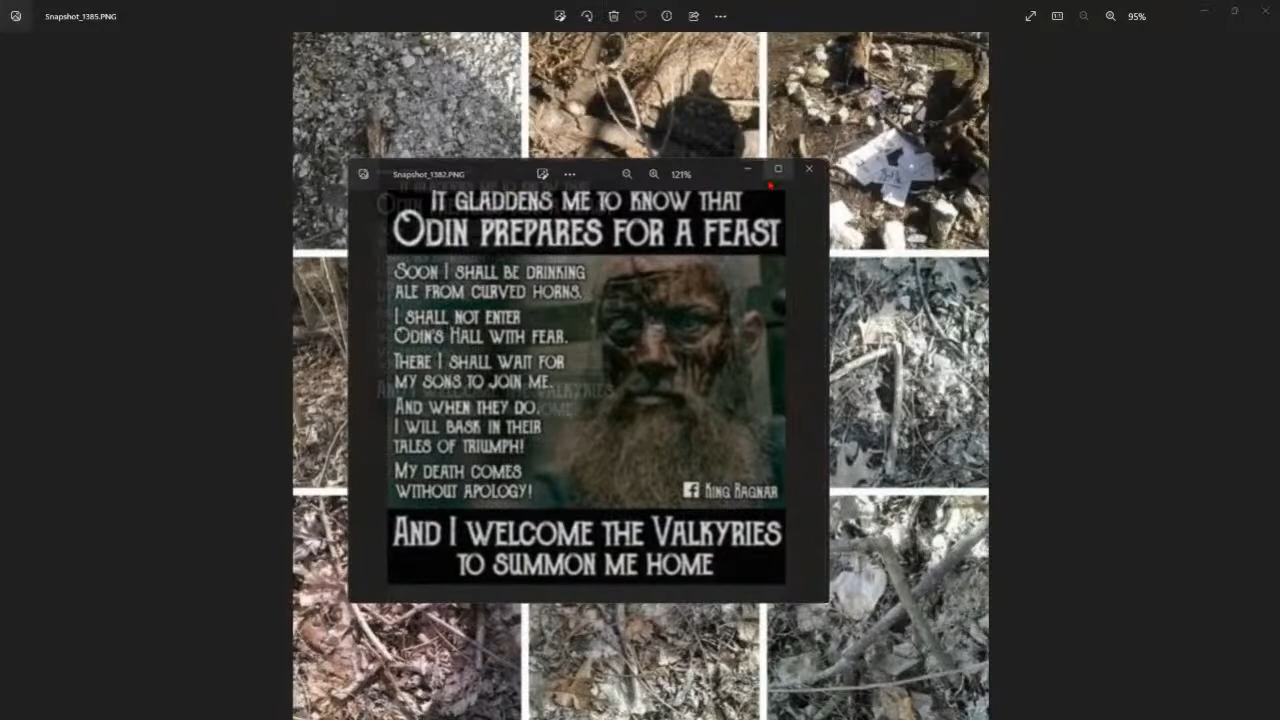 Snapshot_1385.PNG
95%
Snapshot_1382.PNG
121%
IT GLADDENS ME TO KNOW THAT
ODIN PREPARES FOR A FEAST
SOON I SHALL BE DRINKING
ALE FROM CURVED HORNS.
I SHALL NOT ENTER
ODIN'S HALL WITH FEAR.
THERE I SHALL WAIT FOR
MY SONS TO JOIN ME.
AND WHEN THEY DO,
I WILL BASK IN THEIR
TALES OF TRIUMPH!
MY DEATH COMES
WITHOUT APOLOGY!
KING RAGNAR
AND I WELCOME THE VALKYRIES
TO SUMMON ME HOME